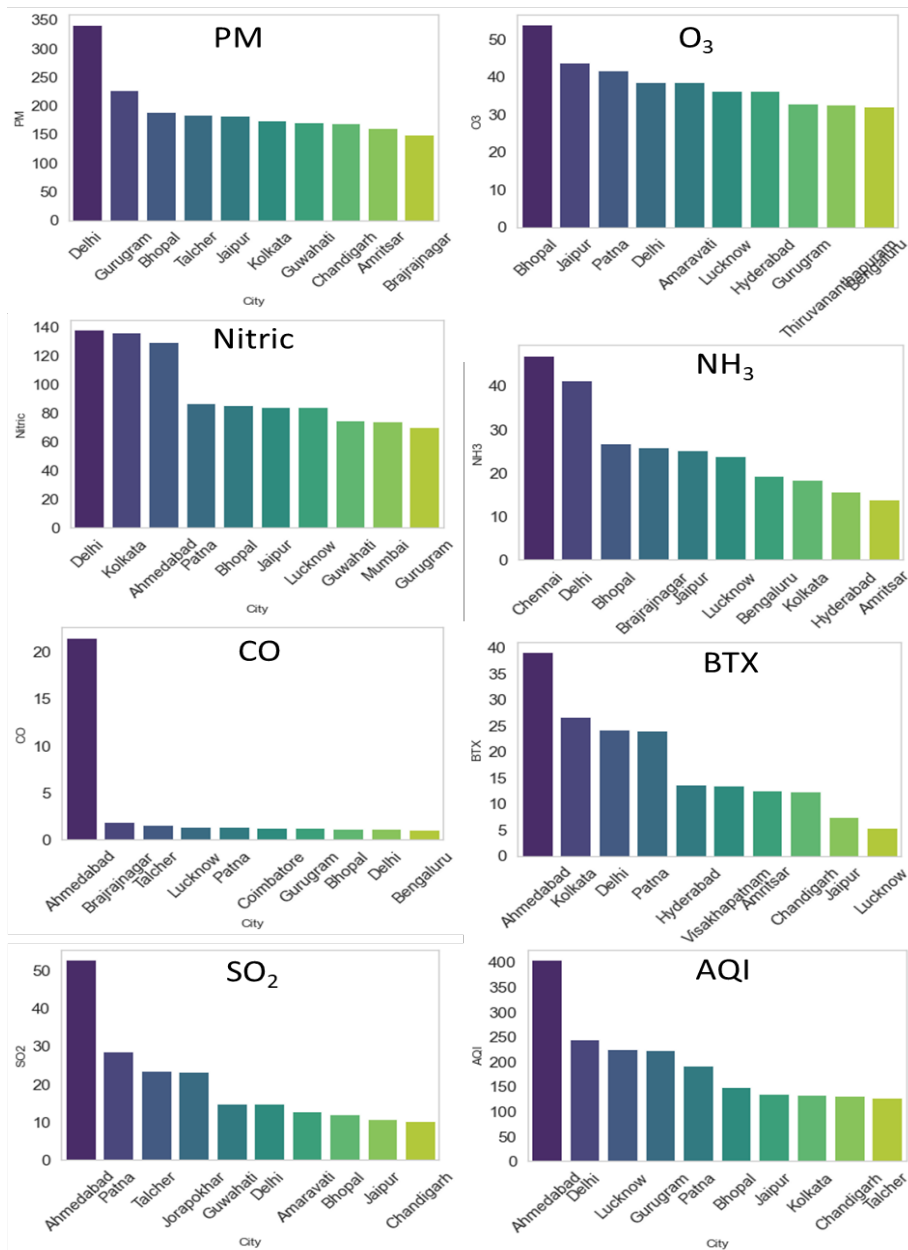 PM
350
300
250
200
150
100
50
0
PM
Delhi
Gurugram
Bhopal
Talcher
Jaipur
Kolkata
Guwahati
Chandigarh
Amritsar
Brajrajnagar
City
O₃
50
40
30
20
10
0
O3
Bhopal
Jaipur
Patna
Delhi
Amaravati
Lucknow
Hyderabad
Gurugram
Thiruvananthapuram
Bengaluru
Nitric
140
120
100
80
60
40
20
0
Nitric
Delhi
Kolkata
Ahmedabad
Patna
Bhopal
Jaipur
Lucknow
Guwahati
Mumbai
Gurugram
City
NH₃
40
30
20
10
0
NH3
Chennai
Delhi
Bhopal
Brajrajnagar
Jaipur
Lucknow
Bengaluru
Kolkata
Hyderabad
Amritsar
CO
20
15
10
5
0
CO
Ahmedabad
Brajrajnagar
Talcher
Lucknow
Patna
Coimbatore
Gurugram
Bhopal
Delhi
Bengaluru
City
BTX
40
35
30
25
20
15
10
5
0
BTX
Ahmedabad
Kolkata
Delhi
Patna
Hyderabad
Visakhapatnam
Amritsar
Chandigarh
Jaipur
Lucknow
SO₂
50
40
30
20
10
0
SO2
Ahmedabad
Patna
Talcher
Jorapokhar
Guwahati
Delhi
Amaravati
Bhopal
Jaipur
Chandigarh
City
AQI
400
350
300
250
200
150
100
50
0
AQI
Ahmedabad
Delhi
Lucknow
Gurugram
Patna
Bhopal
Jaipur
Kolkata
Chandigarh
Talcher
City